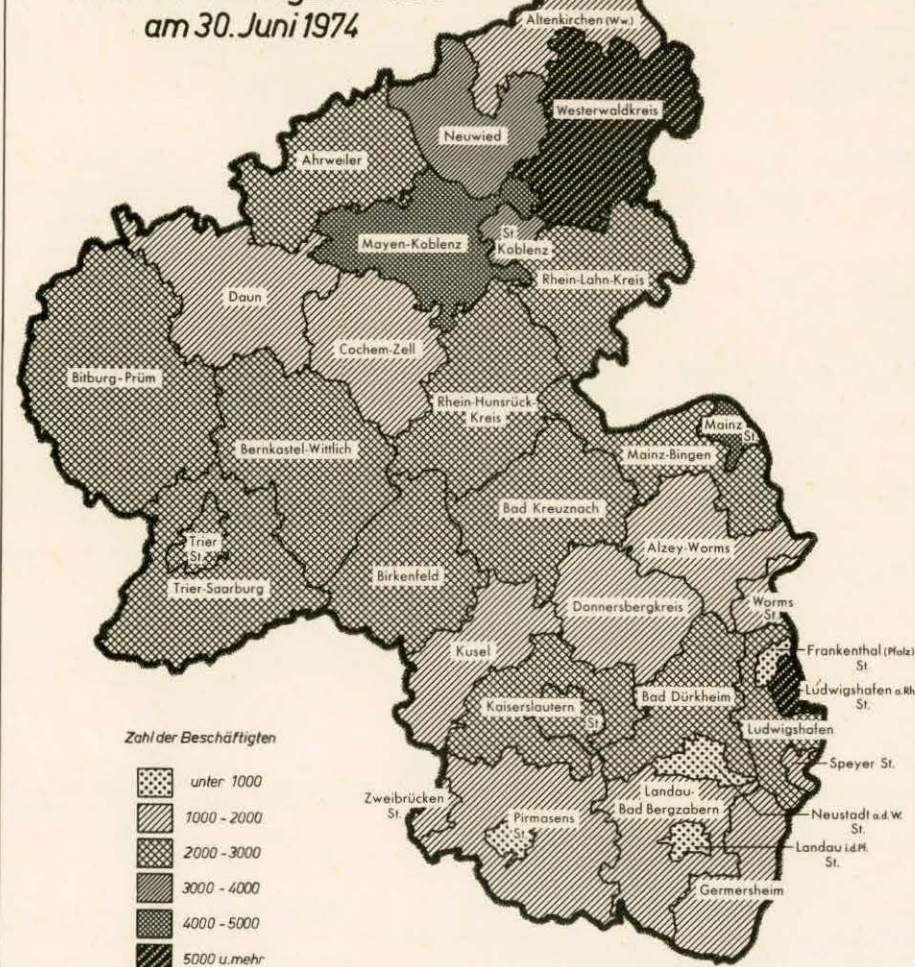 am 30. Juni 1974
Altenkirchen (Ww.)
Westerwaldkreis
Neuwied
Ahrweiler
Mayen-Koblenz
St.
Koblenz
Rhein-Lahn-Kreis
Daun
Cochem-Zell
Bitburg-Prüm
Rhein-Hunsrück-
Kreis
Bernkastel-Wittlich
Mainz
St.
Mainz-Bingen
Bad Kreuznach
Trier
St.
Alzey-Worms
Trier-Saarburg
Birkenfeld
Donnersbergkreis
Worms
St.
Kusel
Frankenthal (Pfalz)
St.
Bad Dürkheim
Ludwigshafen a.Rh.
St.
Kaiserslautern
St.
Ludwigshafen
Speyer St.
Zweibrücken
St.
Landau-
Bad Bergzabern
Neustadt a.d.W.
St.
Pirmasens
St.
Landau i.d.Pf.
St.
Germersheim
Zahl der Beschäftigten
unter 1000
1000 - 2000
2000 - 3000
3000 - 4000
4000 - 5000
5000 u. mehr